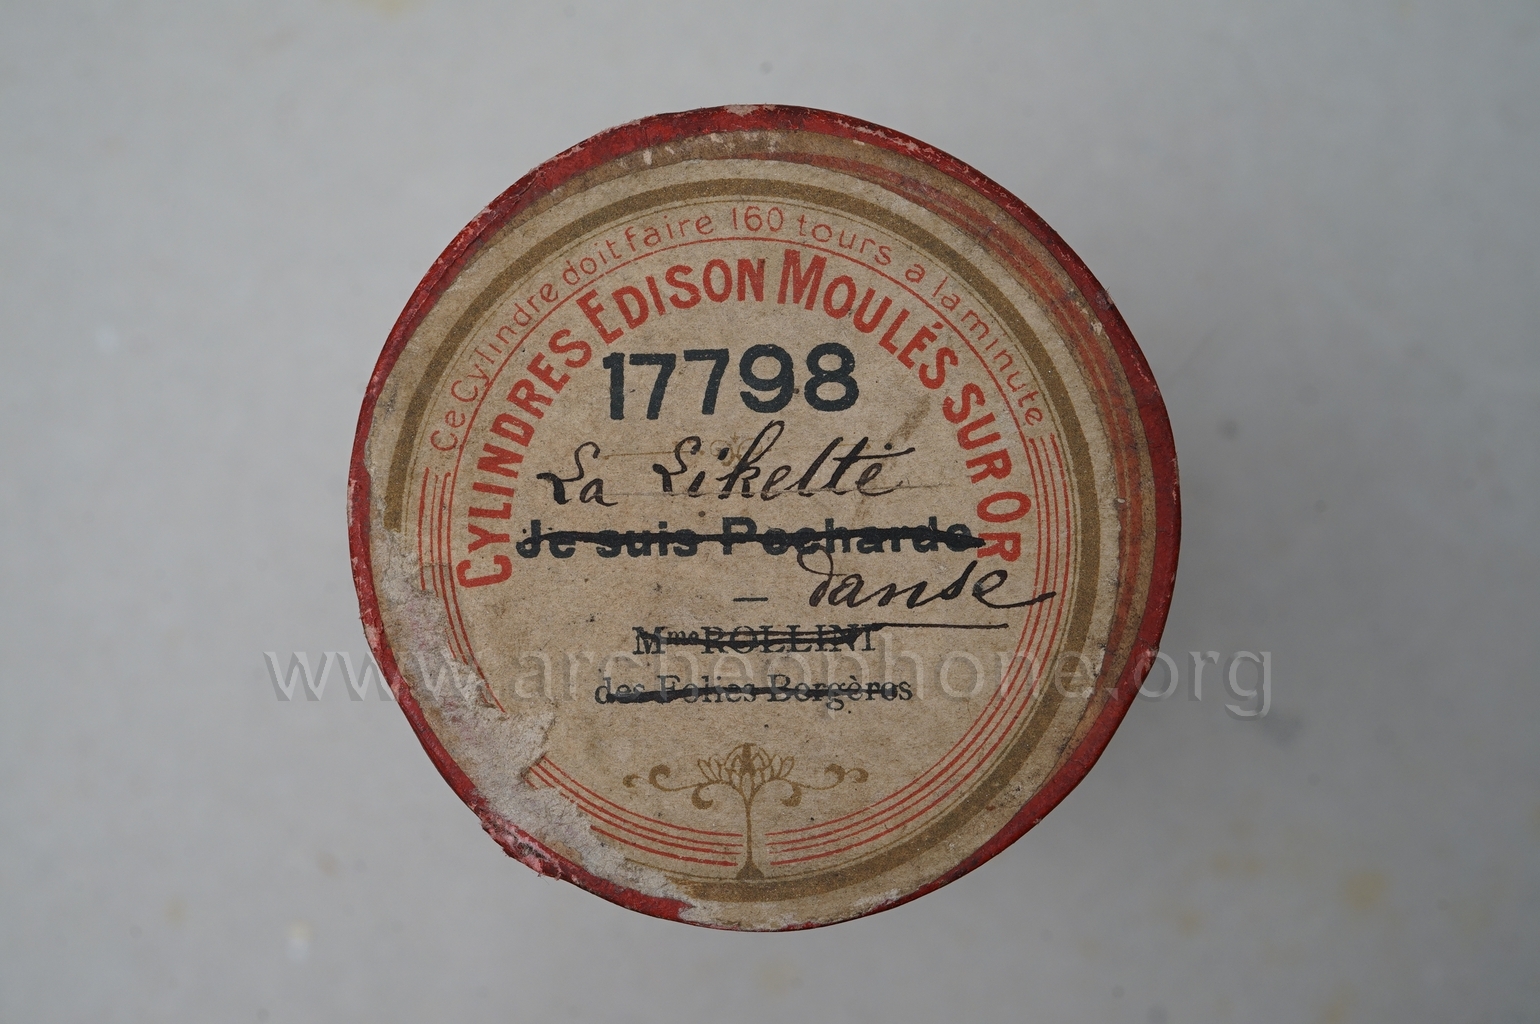 ce Cylindre doit faire 160 tours a la minute
CYLINDRES EDISON MOULÉS SUR OR
17798
La Likelté
Je suis Pocharde
danse
—
Mme ROLLINI
des Folies Bergères
www.archeophone.org